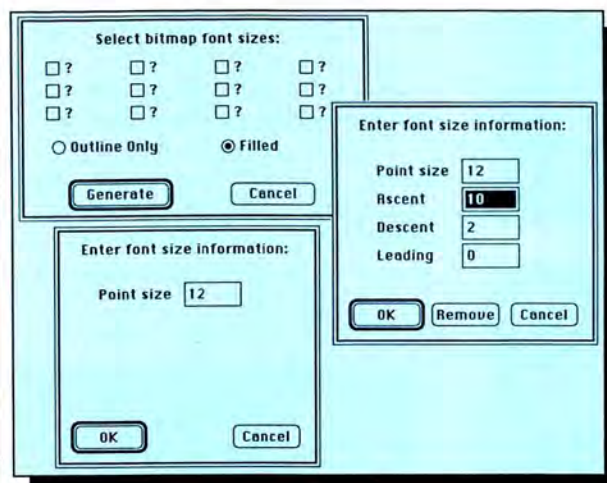 Select bitmap font sizes:
? ? ? ?
? ? ? ?
? ? ? ?
Outline Only Filled
Generate Cancel
Enter font size information:
Point size 12
Ascent 10
Descent 2
Leading 0
OK Remove Cancel
Enter font size information:
Point size 12
OK Cancel